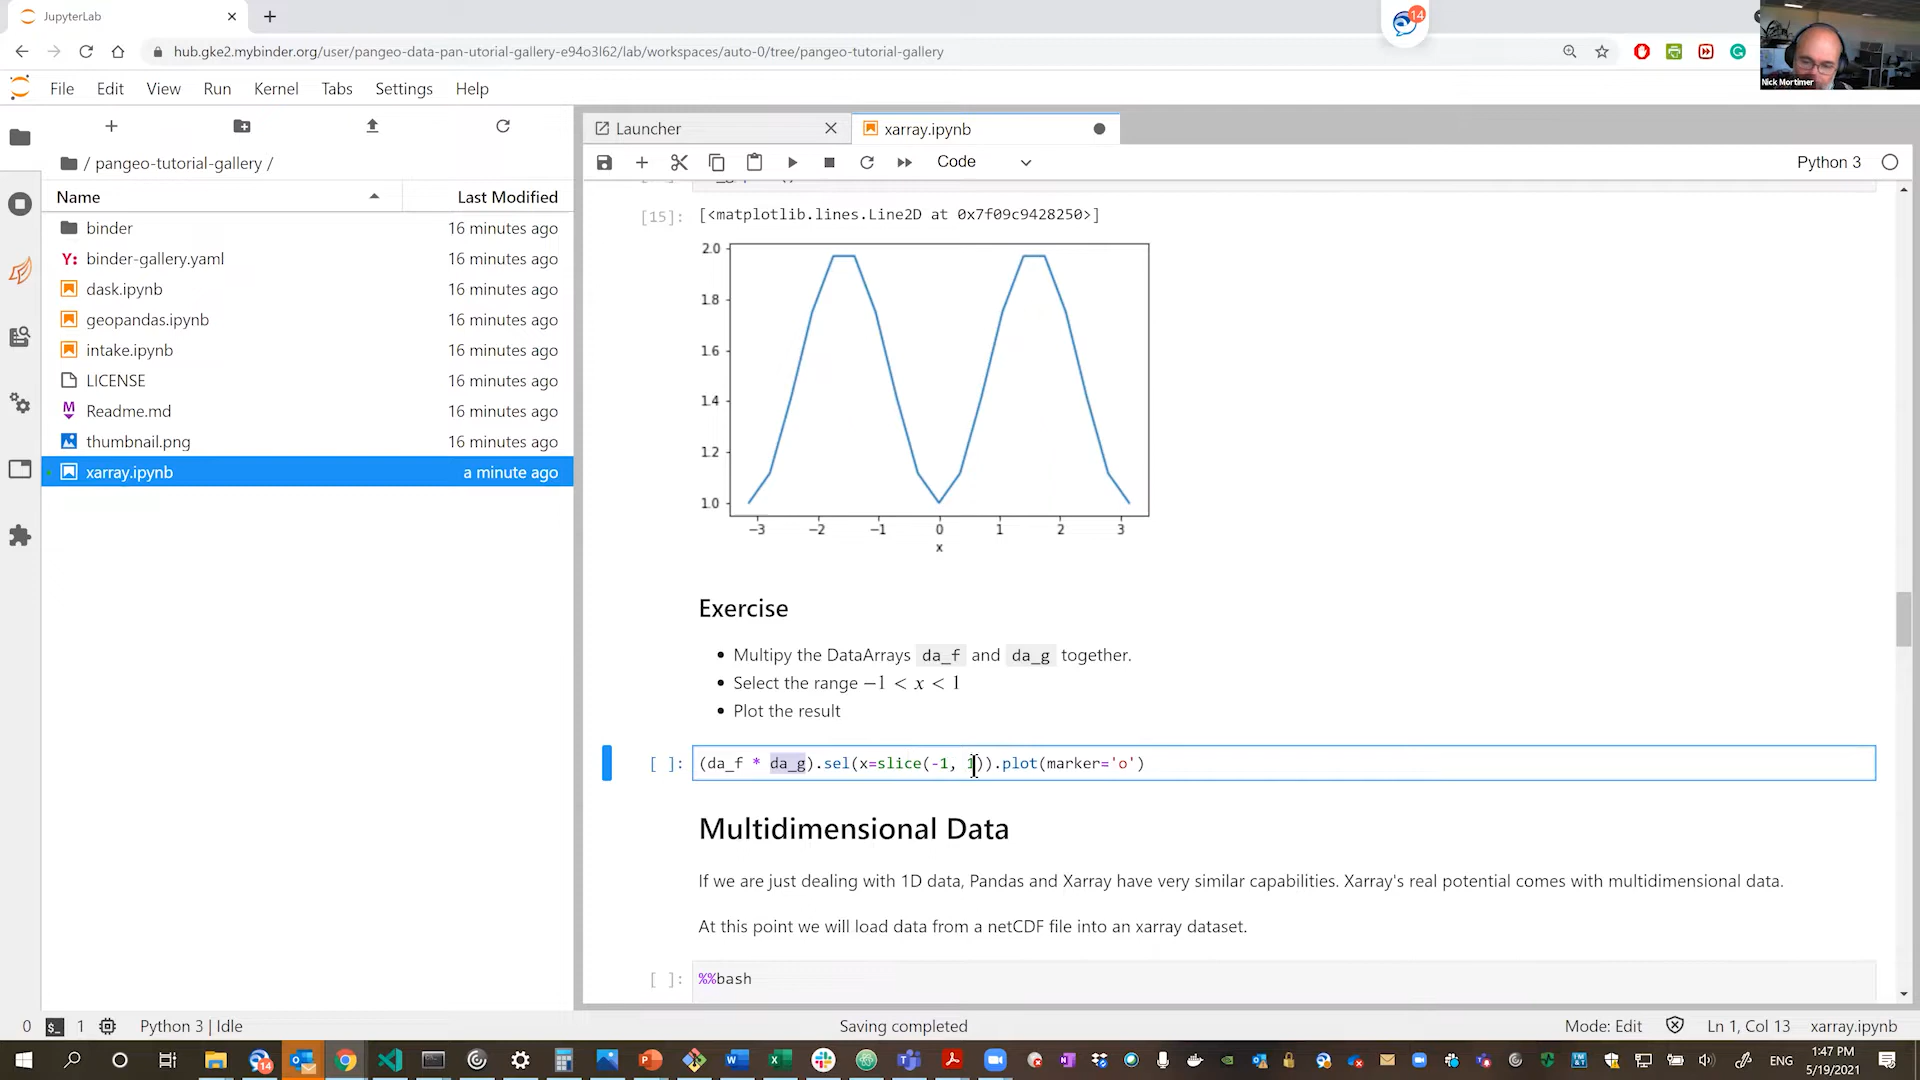 JupyterLab
14
hub.gke2.mybinder.org/user/pangeo-data-pan-utorial-gallery-e94o3l62/lab/workspaces/auto-0/tree/pangeo-tutorial-gallery
Nick Mortimer
File Edit View Run Kernel Tabs Settings Help
Launcher
xarray.ipynb
/ pangeo-tutorial-gallery /
Code
Python 3
Name Last Modified
binder 16 minutes ago
binder-gallery.yaml 16 minutes ago
dask.ipynb 16 minutes ago
geopandas.ipynb 16 minutes ago
intake.ipynb 16 minutes ago
LICENSE 16 minutes ago
Readme.md 16 minutes ago
thumbnail.png 16 minutes ago
xarray.ipynb a minute ago
[15]: [<matplotlib.lines.Line2D at 0x7f09c9428250>]
2.0
1.8
1.6
1.4
1.2
1.0
−3 −2 −1 0 1 2 3
x
Exercise
• Multipy the DataArrays da_f and da_g together.
• Select the range −1 < x < 1
• Plot the result
[ ]: (da_f * da_g).sel(x=slice(-1, 1)).plot(marker='o')
Multidimensional Data
If we are just dealing with 1D data, Pandas and Xarray have very similar capabilities. Xarray's real potential comes with multidimensional data.
At this point we will load data from a netCDF file into an xarray dataset.
[ ]: %%bash
0 1 Python 3 | Idle Saving completed Mode: Edit Ln 1, Col 13 xarray.ipynb
ENG
1:47 PM
5/19/2021